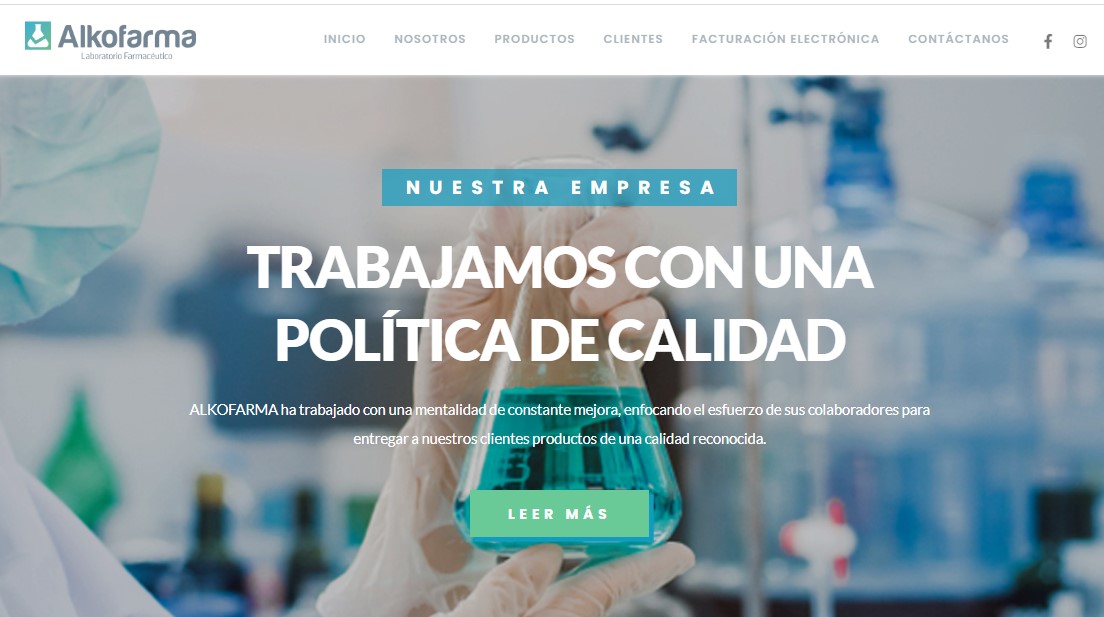 Alkofarma
Laboratorio Farmacéutico
INICIO NOSOTROS PRODUCTOS CLIENTES FACTURACIÓN ELECTRÓNICA CONTÁCTANOS
NUESTRA EMPRESA
TRABAJAMOS CON UNA
POLÍTICA DE CALIDAD
ALKOFARMA ha trabajado con una mentalidad de constante mejora, enfocando el esfuerzo de sus colaboradores para
entregar a nuestros clientes productos de una calidad reconocida.
LEER MÁS